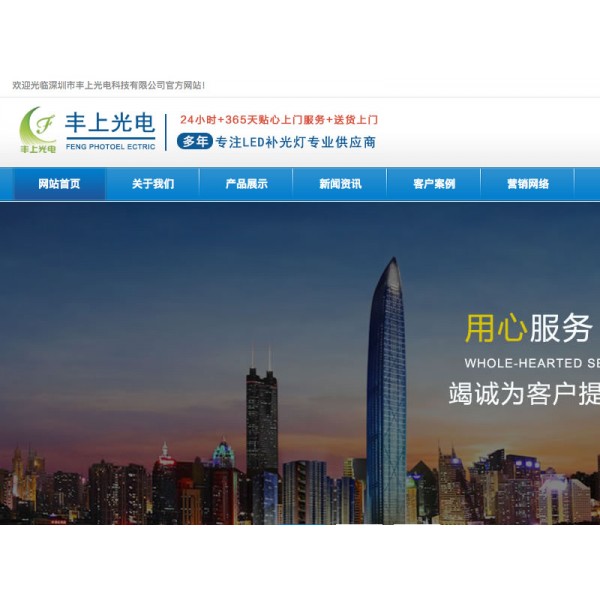 欢迎光临深圳市丰上光电科技有限公司官方网站!
F
丰上光电
丰上光电
FENG PHOTOEL ECTRIC
24小时+365天贴心上门服务+送货上门
多年 专注LED补光灯专业供应商
网站首页 关于我们 产品展示 新闻资讯 客户案例 营销网络
用心服务
WHOLE-HEARTED SE
竭诚为客户提